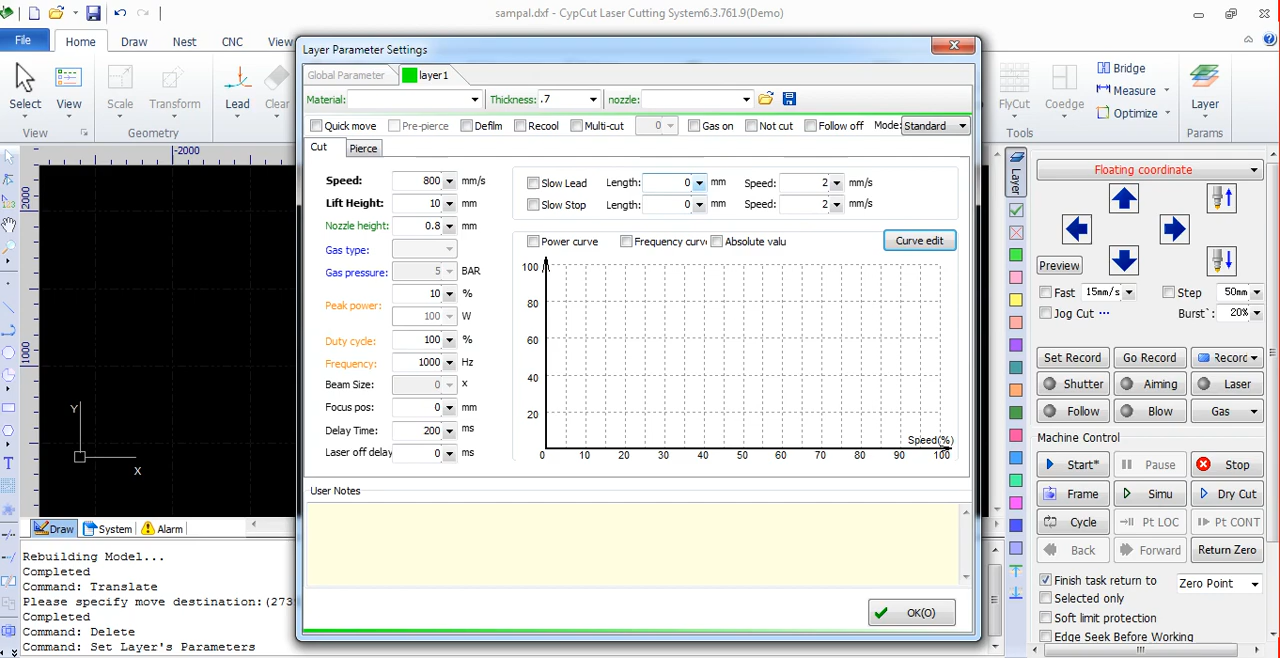 sampal.dxf - CypCut Laser Cutting System6.3.761.9(Demo)
File Home Draw Nest CNC View
Select View Scale Transform Lead Clear
View Geometry
FlyCut Coedge Bridge Measure Optimize Layer
Tools Params
Layer Parameter Settings
Global Parameter layer1
Material: Thickness: .7 nozzle:
Quick move Pre-pierce Defilm Recool Multi-cut 0 Gas on Not cut Follow off Mode: Standard
Cut Pierce
Speed: 800 mm/s
Lift Height: 10 mm
Nozzle height: 0.8 mm
Gas type:
Gas pressure: 5 BAR
Peak power: 10 %
100 W
Duty cycle: 100 %
Frequency: 1000 Hz
Beam Size: 0 x
Focus pos: 0 mm
Delay Time: 200 ms
Laser off delay 0 ms
Slow Lead Length: 0 mm Speed: 2 mm/s
Slow Stop Length: 0 mm Speed: 2 mm/s
Power curve Frequency curv Absolute valu Curve edit
100
80
60
40
20
Speed(%)
0 10 20 30 40 50 60 70 80 90 100
User Notes
OK(O)
-2000
2000
1000
Y
X
Draw System Alarm
Rebuilding Model...
Completed
Command: Translate
Please specify move destination:(273
Completed
Command: Delete
Command: Set Layer's Parameters
Layer
Floating coordinate
Preview
Fast 15mm/s Step 50mm
Jog Cut ··· Burst`: 20%
Set Record Go Record Record
Shutter Aiming Laser
Follow Blow Gas
Machine Control
Start* Pause Stop
Frame Simu Dry Cut
Cycle Pt LOC Pt CONT
Back Forward Return Zero
Finish task return to Zero Point
Selected only
Soft limit protection
Edge Seek Before Working